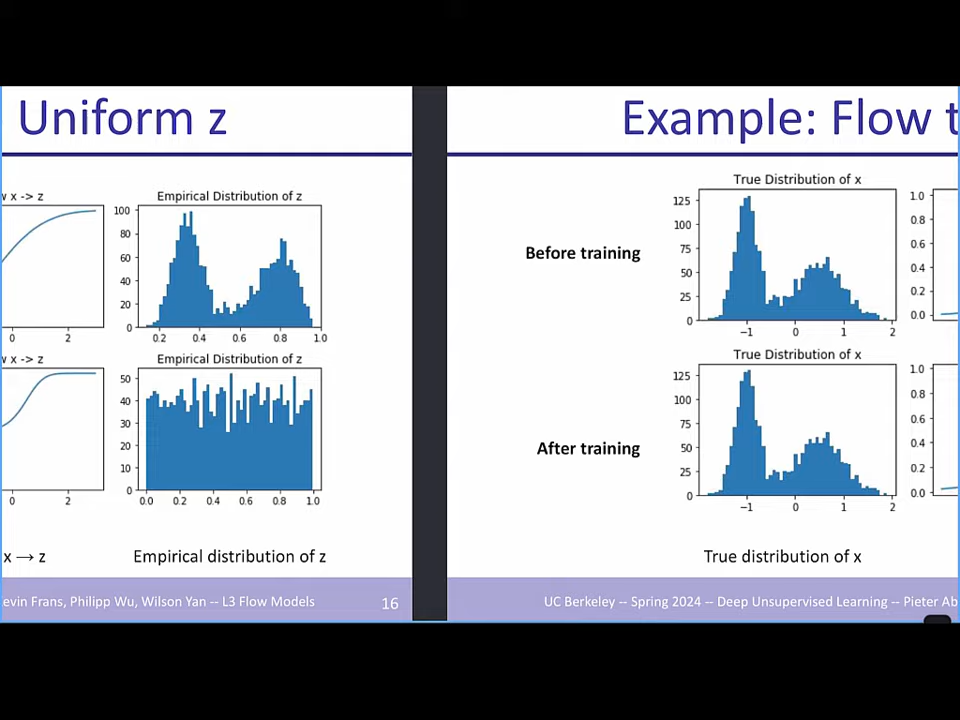 Uniform z
w x -> z
Empirical Distribution of z
100
80
60
40
20
0
0 2
0.2 0.4 0.6 0.8 1.0
w x -> z
Empirical Distribution of z
50
40
30
20
10
0
0 2
0.0 0.2 0.4 0.6 0.8 1.0
x → z
Empirical distribution of z
evin Frans, Philipp Wu, Wilson Yan -- L3 Flow Models
16
Example: Flow t
Before training
True Distribution of x
125
100
75
50
25
0
−1 0 1 2
1.0
0.8
0.6
0.4
0.2
0.0
After training
True Distribution of x
125
100
75
50
25
0
−1 0 1 2
1.0
0.8
0.6
0.4
0.2
0.0
True distribution of x
UC Berkeley -- Spring 2024 -- Deep Unsupervised Learning -- Pieter Ab